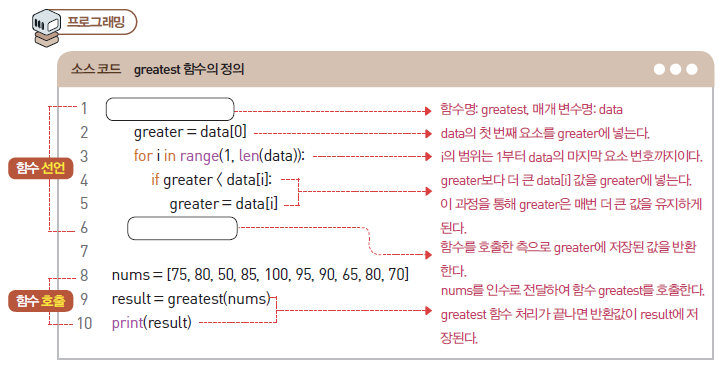 프로그래밍
소스 코드 greatest 함수의 정의
1
함수명: greatest, 매개 변수명: data
2 greater = data[0]
data의 첫 번째 요소를 greater에 넣는다.
3 for i in range(1, len(data)):
i의 범위는 1부터 data의 마지막 요소 번호까지이다.
함수 선언
4 if greater < data[i]:
greater보다 더 큰 data[i] 값을 greater에 넣는다.
5 greater = data[i]
이 과정을 통해 greater은 매번 더 큰 값을 유지하게
된다.
6
함수를 호출한 측으로 greater에 저장된 값을 반환
한다.
7
8 nums = [75, 80, 50, 85, 100, 95, 90, 65, 80, 70]
nums를 인수로 전달하여 함수 greatest를 호출한다.
함수 호출
9 result = greatest(nums)
greatest 함수 처리가 끝나면 반환값이 result에 저
장된다.
10 print(result)